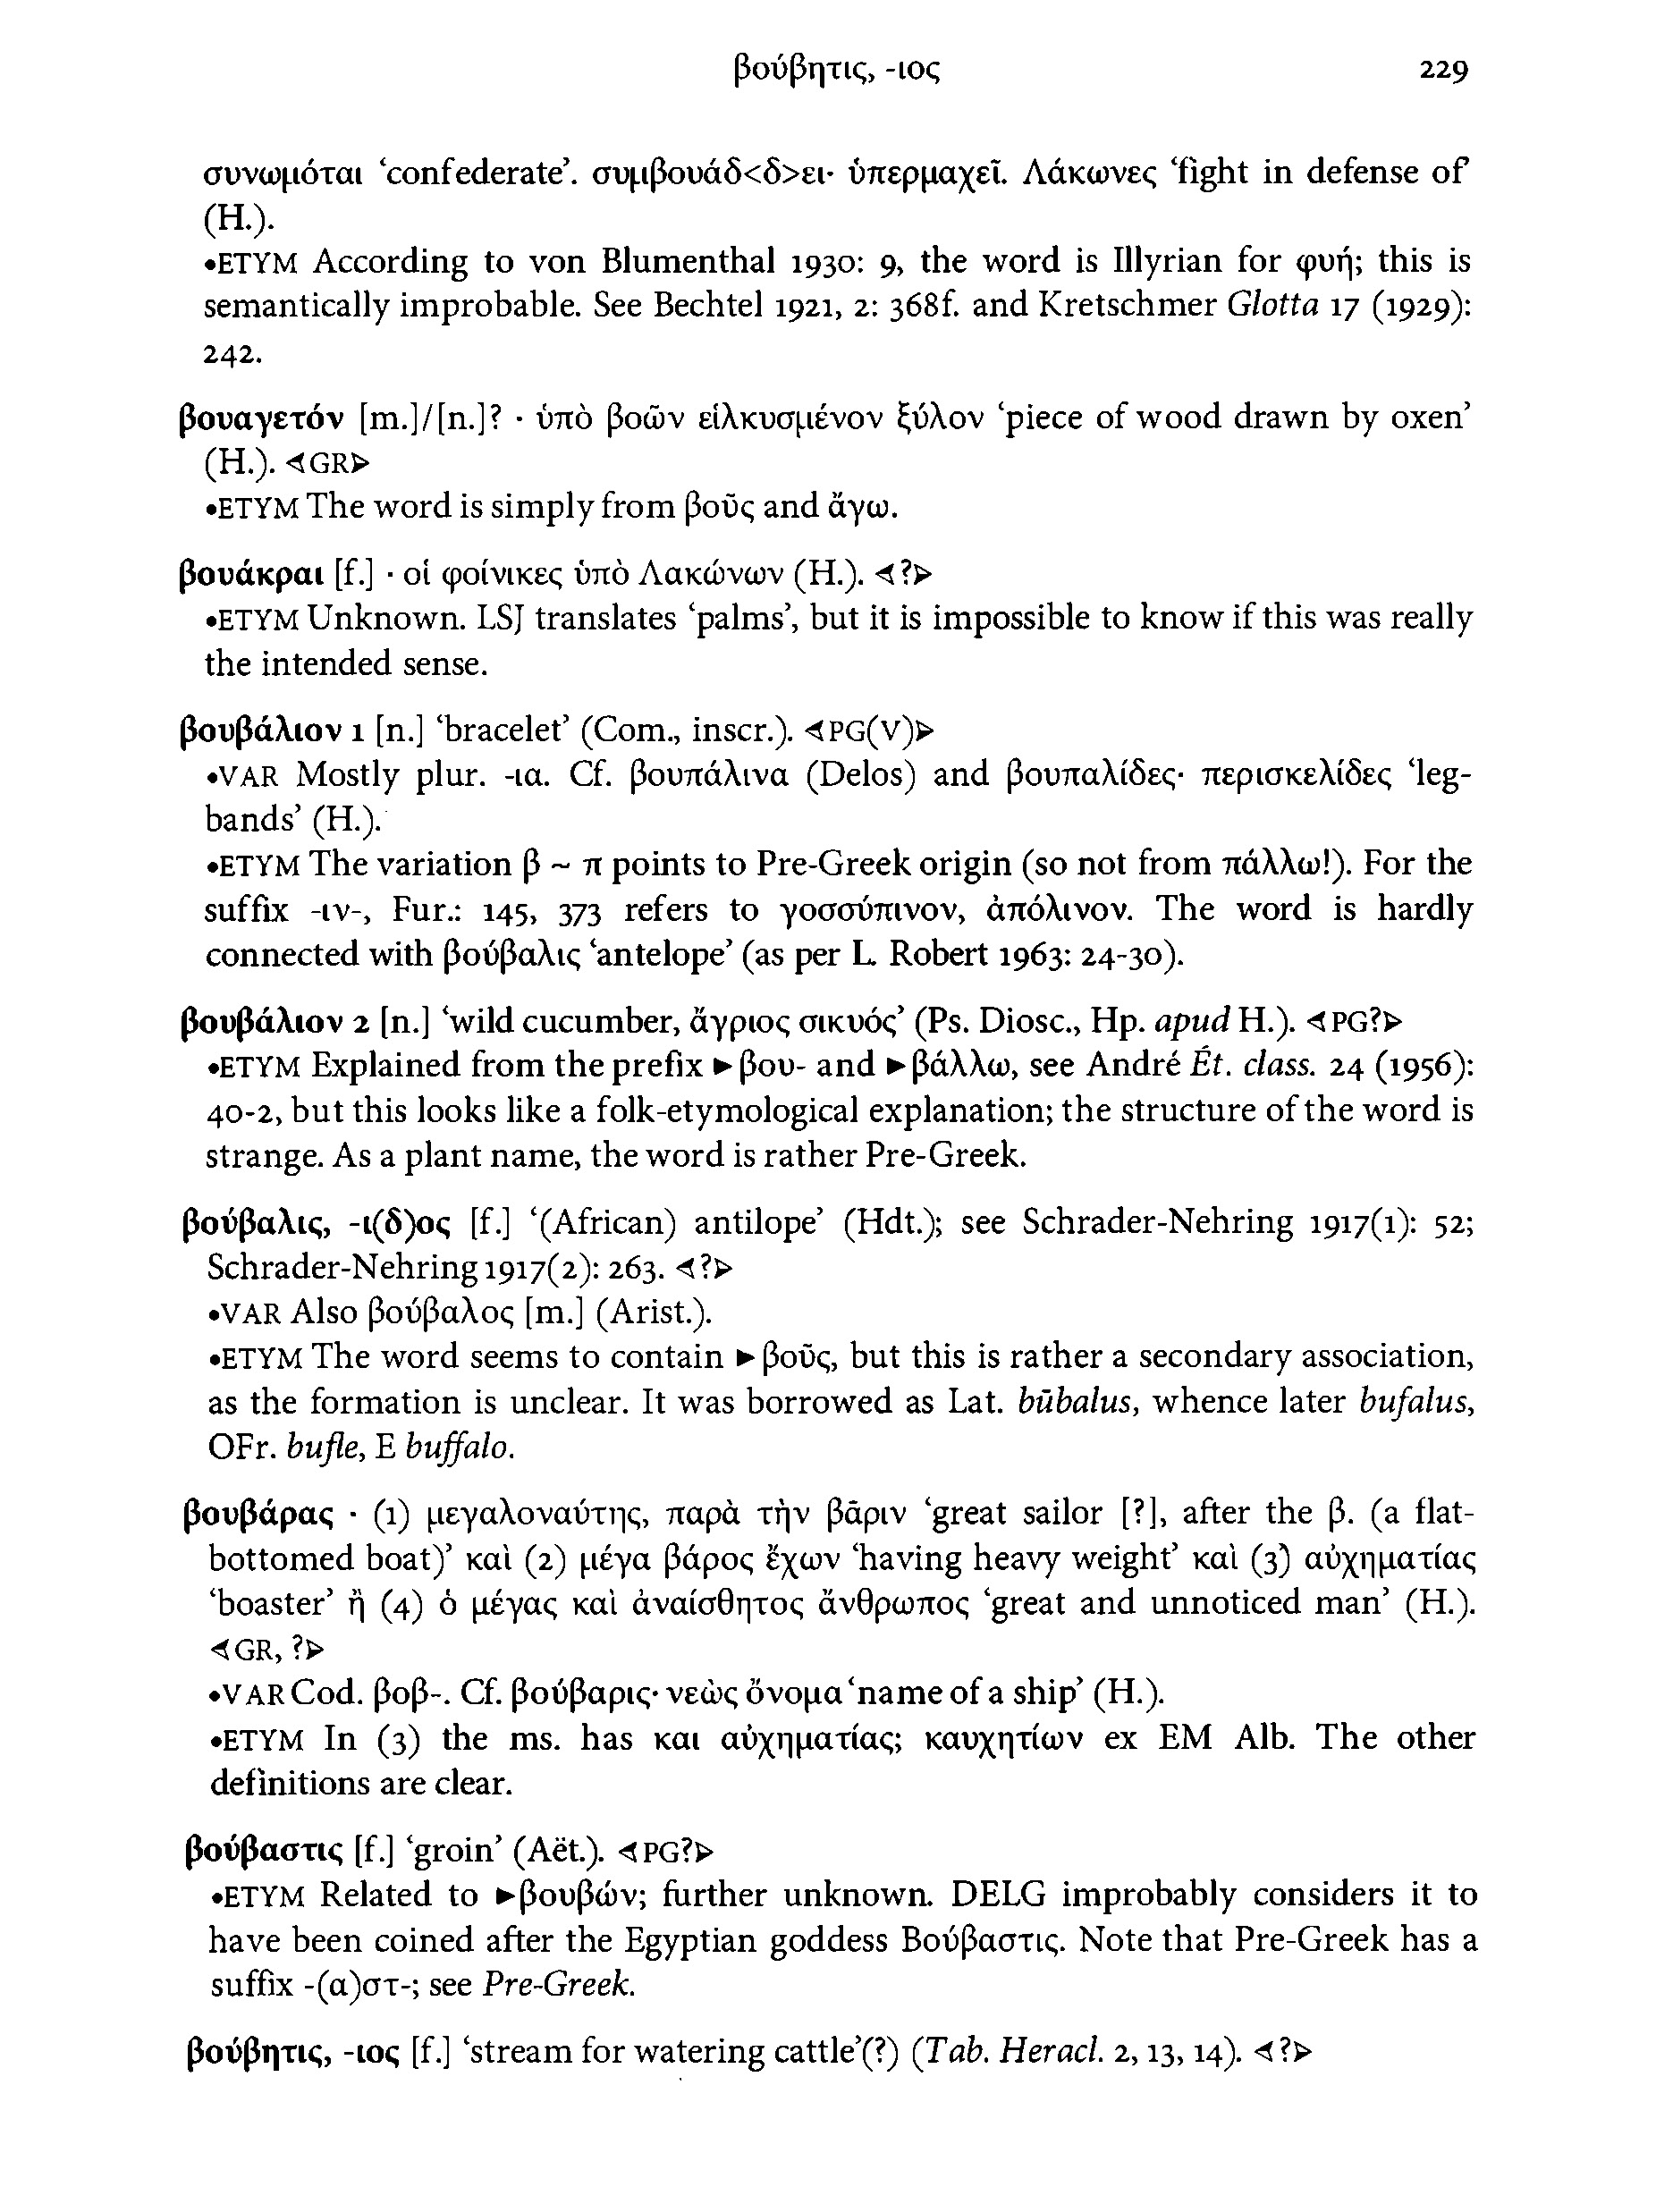 βούβητις, -ιος 229
συνωμόται ‘confederate’. συμβουάδ<δ>ει· ὑπερμαχεῖ. Λάκωνες ‘fight in defense of’
(H.).
•ETYM According to von Blumenthal 1930: 9, the word is Illyrian for φυή; this is
semantically improbable. See Bechtel 1921, 2: 368f. and Kretschmer Glotta 17 (1929):
242.
βουαγετόν [m.]/[n.]? · ὑπὸ βοῶν εἱλκυσμένον ξύλον ‘piece of wood drawn by oxen’
(H.). ⊲GR⊳
•ETYM The word is simply from βοῦς and ἄγω.
βουάκραι [f.] · οἱ φοίνικες ὑπὸ Λακώνων (H.). ⊲?⊳
•ETYM Unknown. LSJ translates ‘palms’, but it is impossible to know if this was really
the intended sense.
βουβάλιον 1 [n.] ‘bracelet’ (Com., inscr.). ⊲PG(V)⊳
•VAR Mostly plur. -ια. Cf. βουπάλινα (Delos) and βουπαλίδες· περισκελίδες ‘leg-
bands’ (H.).
•ETYM The variation β ~ π points to Pre-Greek origin (so not from πάλλω!). For the
suffix -ιν-, Fur.: 145, 373 refers to γοσσύπινον, ἀπόλινον. The word is hardly
connected with βούβαλις ‘antelope’ (as per L. Robert 1963: 24-30).
βουβάλιον 2 [n.] ‘wild cucumber, ἄγριος σικυός’ (Ps. Diosc., Hp. apud H.). ⊲PG?⊳
•ETYM Explained from the prefix ►βου- and ►βάλλω, see André Ét. class. 24 (1956):
40-2, but this looks like a folk-etymological explanation; the structure of the word is
strange. As a plant name, the word is rather Pre-Greek.
βούβαλις, -ι(δ)ος [f.] ‘(African) antilope’ (Hdt.); see Schrader-Nehring 1917(1): 52;
Schrader-Nehring 1917(2): 263. ⊲?⊳
•VAR Also βούβαλος [m.] (Arist.).
•ETYM The word seems to contain ►βοῦς, but this is rather a secondary association,
as the formation is unclear. It was borrowed as Lat. būbalus, whence later bufalus,
OFr. bufle, E buffalo.
βουβάρας · (1) μεγαλοναύτης, παρὰ τὴν βᾶριν ‘great sailor [?], after the β. (a flat-
bottomed boat)’ καὶ (2) μέγα βάρος ἔχων ‘having heavy weight’ καὶ (3) αὐχηματίας
‘boaster’ ἢ (4) ὁ μέγας καὶ ἀναίσθητος ἄνθρωπος ‘great and unnoticed man’ (H.).
⊲GR, ?⊳
•VAR Cod. βοβ-. Cf. βούβαρις· νεὼς ὄνομα ‘name of a ship’ (H.).
•ETYM In (3) the ms. has και αὐχηματίας; καυχητίων ex EM Alb. The other
definitions are clear.
βούβαστις [f.] ‘groin’ (Aët.). ⊲PG?⊳
•ETYM Related to ►βουβών; further unknown. DELG improbably considers it to
have been coined after the Egyptian goddess Βούβαστις. Note that Pre-Greek has a
suffix -(α)στ-; see Pre-Greek.
βούβητις, -ιος [f.] ‘stream for watering cattle’(?) (Tab. Heracl. 2, 13, 14). ⊲?⊳